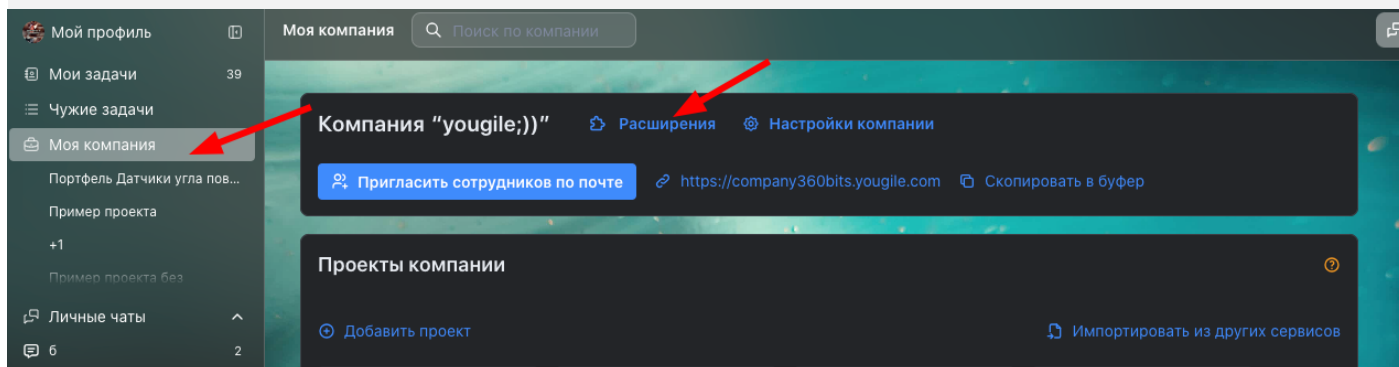 Мой профиль
Мои задачи 39
Чужие задачи
Моя компания
Портфель Датчики угла пов...
Пример проекта
+1
Пример проекта без
Личные чаты
б 2
Моя компания Поиск по компании
Компания “yougile;))” Расширения Настройки компании
Пригласить сотрудников по почте https://company360bits.yougile.com Скопировать в буфер
Проекты компании
Добавить проект Импортировать из других сервисов